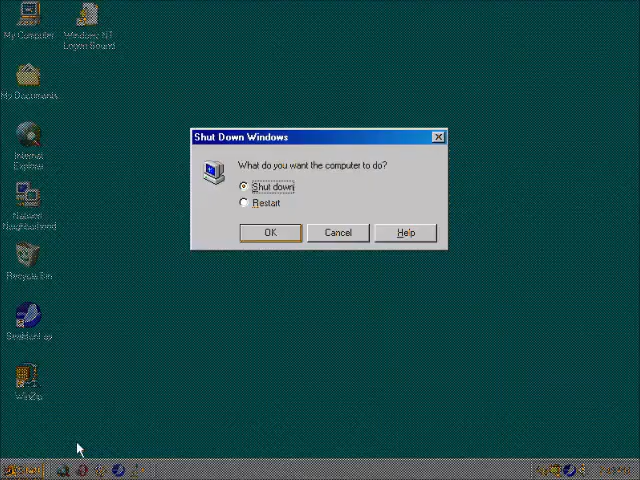 My Computer
Windows NT
Logon Sound
My Documents
Internet
Explorer
Network
Neighborhood
Recycle Bin
WinZip
Shut Down Windows
What do you want the computer to do?
Shut down
Restart
OK
Cancel
Help
Start